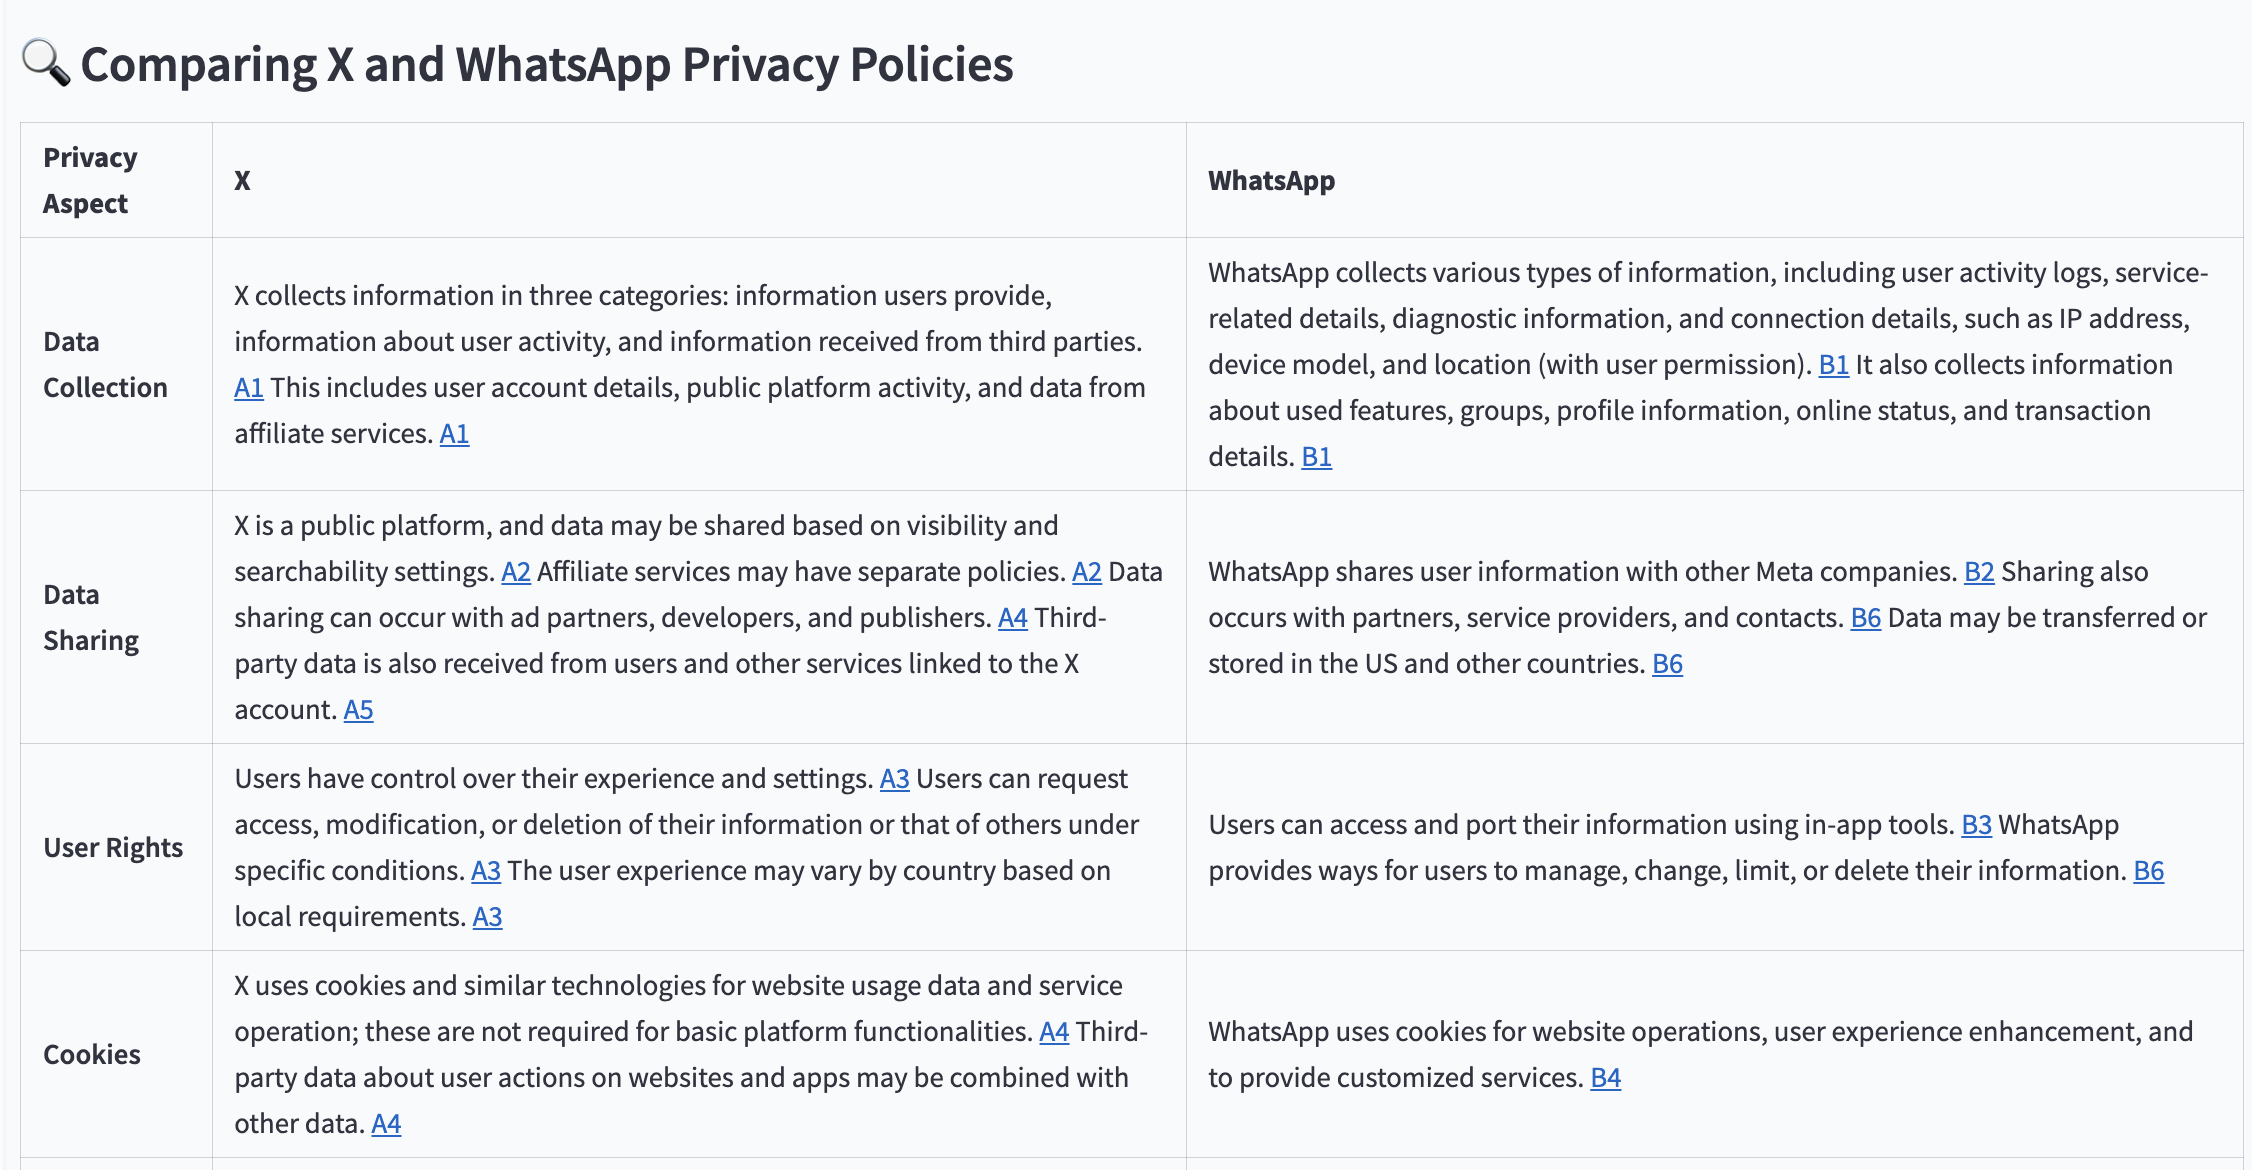 🔍 Comparing X and WhatsApp Privacy Policies
Privacy
Aspect
X
WhatsApp
Data
Collection
X collects information in three categories: information users provide,
information about user activity, and information received from third parties.
A1 This includes user account details, public platform activity, and data from
affiliate services. A1
WhatsApp collects various types of information, including user activity logs, service-
related details, diagnostic information, and connection details, such as IP address,
device model, and location (with user permission). B1 It also collects information
about used features, groups, profile information, online status, and transaction
details. B1
Data
Sharing
X is a public platform, and data may be shared based on visibility and
searchability settings. A2 Affiliate services may have separate policies. A2 Data
sharing can occur with ad partners, developers, and publishers. A4 Third-
party data is also received from users and other services linked to the X
account. A5
WhatsApp shares user information with other Meta companies. B2 Sharing also
occurs with partners, service providers, and contacts. B6 Data may be transferred or
stored in the US and other countries. B6
User Rights
Users have control over their experience and settings. A3 Users can request
access, modification, or deletion of their information or that of others under
specific conditions. A3 The user experience may vary by country based on
local requirements. A3
Users can access and port their information using in-app tools. B3 WhatsApp
provides ways for users to manage, change, limit, or delete their information. B6
Cookies
X uses cookies and similar technologies for website usage data and service
operation; these are not required for basic platform functionalities. A4 Third-
party data about user actions on websites and apps may be combined with
other data. A4
WhatsApp uses cookies for website operations, user experience enhancement, and
to provide customized services. B4